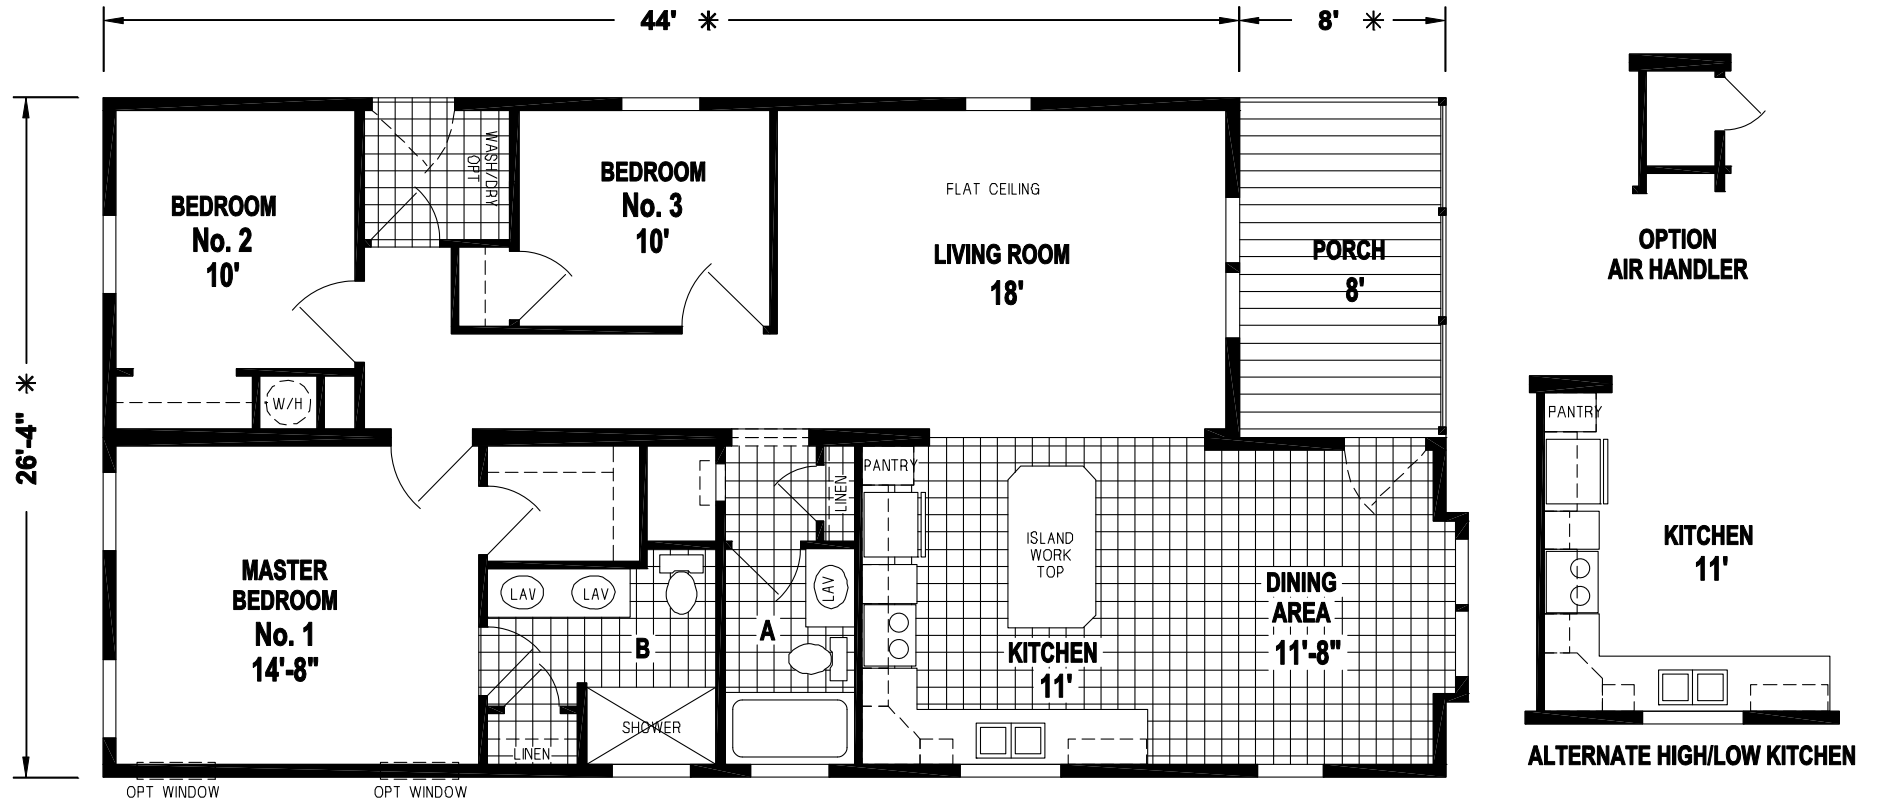 44' ✳
8' ✳
26'-4" ✳
BEDROOM
No. 2
10'
WASH/DRY
OPT
BEDROOM
No. 3
10'
FLAT CEILING
LIVING ROOM
18'
PORCH
8'
OPTION
AIR HANDLER
W/H
MASTER
BEDROOM
No. 1
14'-8"
LAV
LAV
B
SHOWER
LINEN
A
LAV
LINEN
PANTRY
ISLAND
WORK
TOP
KITCHEN
11'
DINING
AREA
11'-8"
OPT WINDOW
OPT WINDOW
PANTRY
KITCHEN
11'
ALTERNATE HIGH/LOW KITCHEN